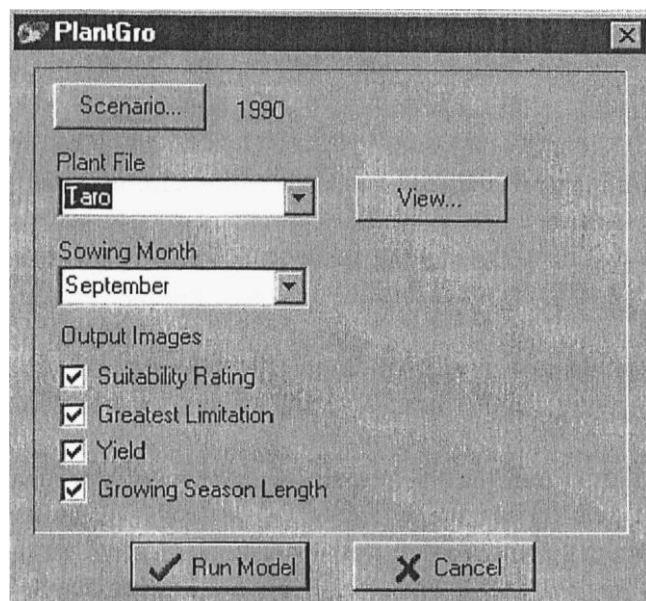 PlantGro
Scenario... 1990
Plant File
Taro
View...
Sowing Month
September
Output Images
Suitability Rating
Greatest Limitation
Yield
Growing Season Length
Run Model
Cancel